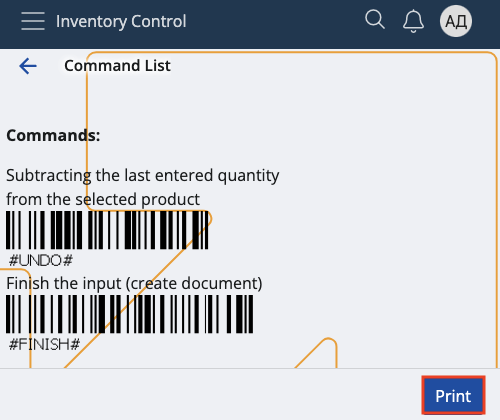 Inventory Control
АД
Command List
Commands:
Subtracting the last entered quantity
from the selected product
#UNDO#
Finish the input (create document)
#FINISH#
Print